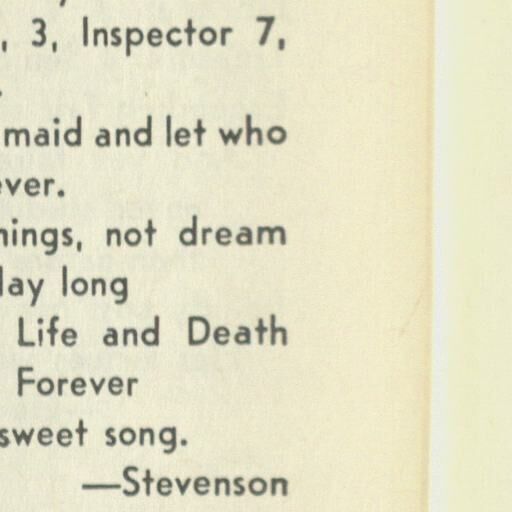 , 3, Inspector 7,
maid and let who
ever.
hings, not dream
day long
Life and Death
Forever
sweet song.
—Stevenson